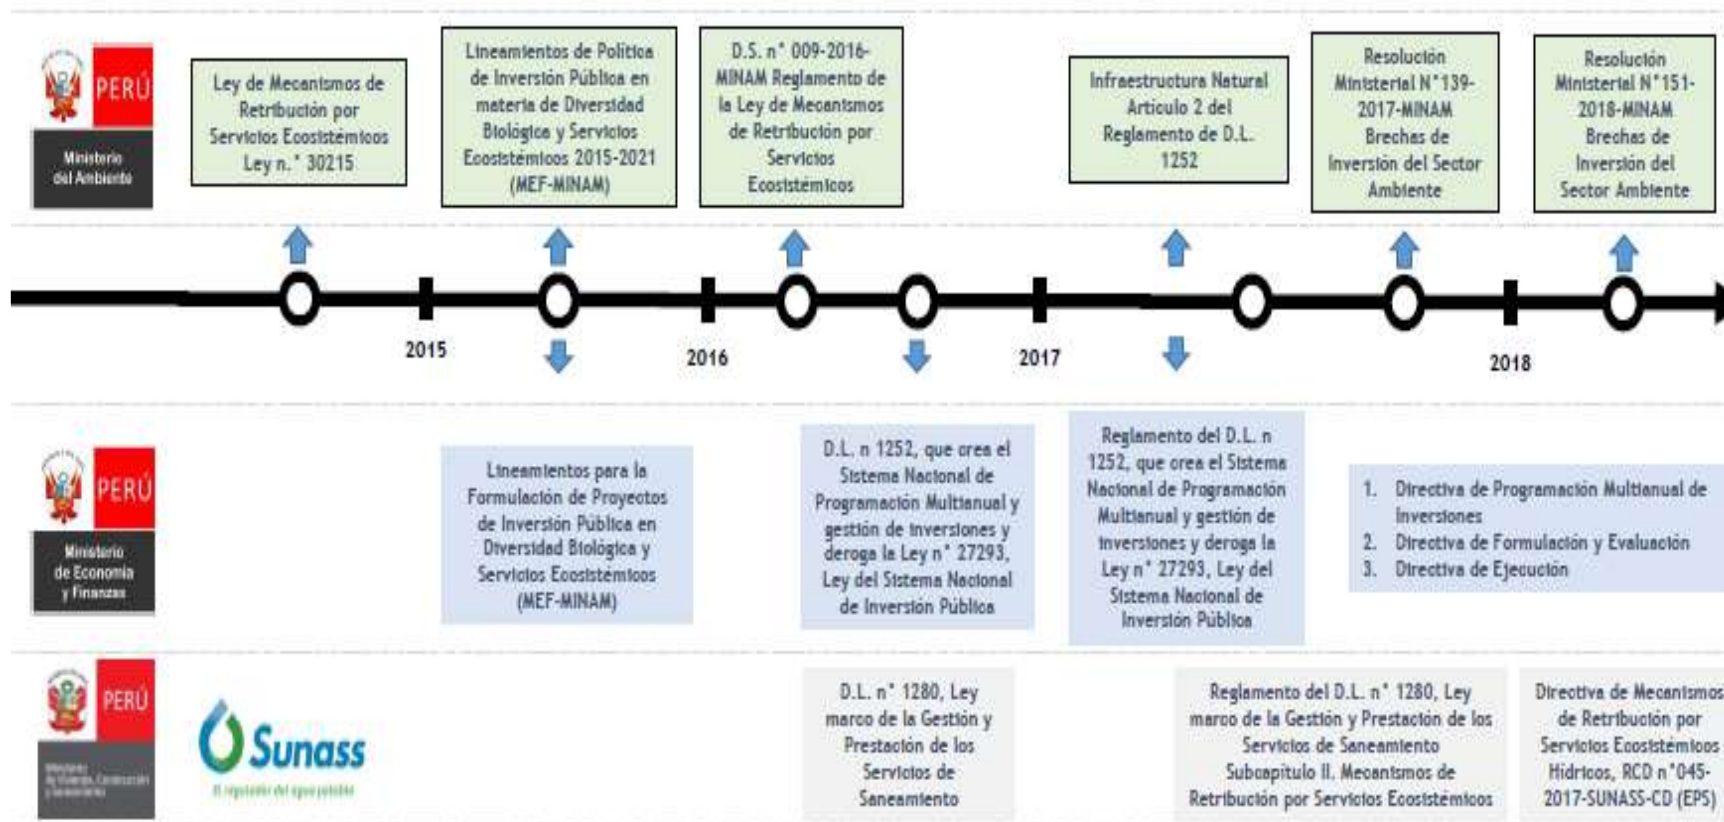 PERÚ
Ministerio
del Ambiente
Ley de Mecanismos de
Retribución por
Servicios Ecosistémicos
Ley n.° 30215
Lineamientos de Política
de Inversión Pública en
materia de Diversidad
Biológica y Servicios
Ecosistémicos 2015-2021
(MEF-MINAM)
D.S. n° 009-2016-
MINAM Reglamento de
la Ley de Mecanismos
de Retribución por
Servicios
Ecosistémicos
Infraestructura Natural
Artículo 2 del
Reglamento de D.L.
1252
Resolución
Ministerial N°139-
2017-MINAM
Brechas de
Inversión del Sector
Ambiente
Resolución
Ministerial N°151-
2018-MINAM
Brechas de
Inversión del
Sector Ambiente
2015
2016
2017
2018
PERÚ
Ministerio
de Economía
y Finanzas
Lineamientos para la
Formulación de Proyectos
de Inversión Pública en
Diversidad Biológica y
Servicios Ecosistémicos
(MEF-MINAM)
D.L. n 1252, que crea el
Sistema Nacional de
Programación Multianual y
gestión de inversiones y
deroga la Ley n° 27293,
Ley del Sistema Nacional
de Inversión Pública
Reglamento del D.L. n
1252, que crea el Sistema
Nacional de Programación
Multianual y gestión de
inversiones y deroga la
Ley n° 27293, Ley del
Sistema Nacional de
Inversión Pública
1. Directiva de Programación Multianual de
Inversiones
2. Directiva de Formulación y Evaluación
3. Directiva de Ejecución
PERÚ
Ministerio
de Vivienda, Construcción
y Saneamiento
Sunass
El regulador del agua potable
D.L. n° 1280, Ley
marco de la Gestión y
Prestación de los
Servicios de
Saneamiento
Reglamento del D.L. n° 1280, Ley
marco de la Gestión y Prestación de los
Servicios de Saneamiento
Subcapítulo II. Mecanismos de
Retribución por Servicios Ecosistémicos
Directiva de Mecanismos
de Retribución por
Servicios Ecosistémicos
Hídricos, RCD n°045-
2017-SUNASS-CD (EPS)